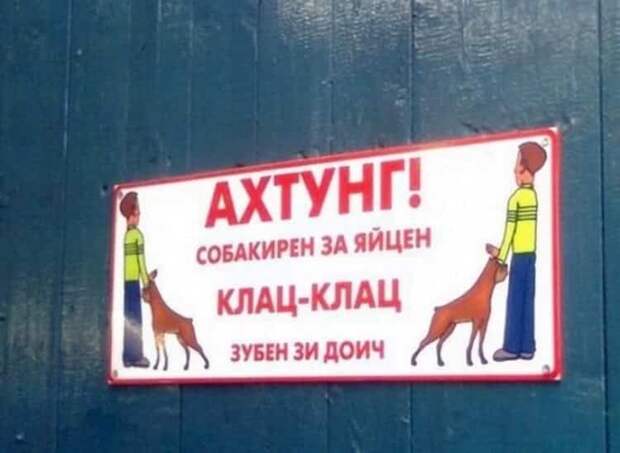 АХТУНГ!
СОБАКИРЕН ЗА ЯЙЦЕН
КЛАЦ-КЛАЦ
ЗУБЕН ЗИ ДОИЧ